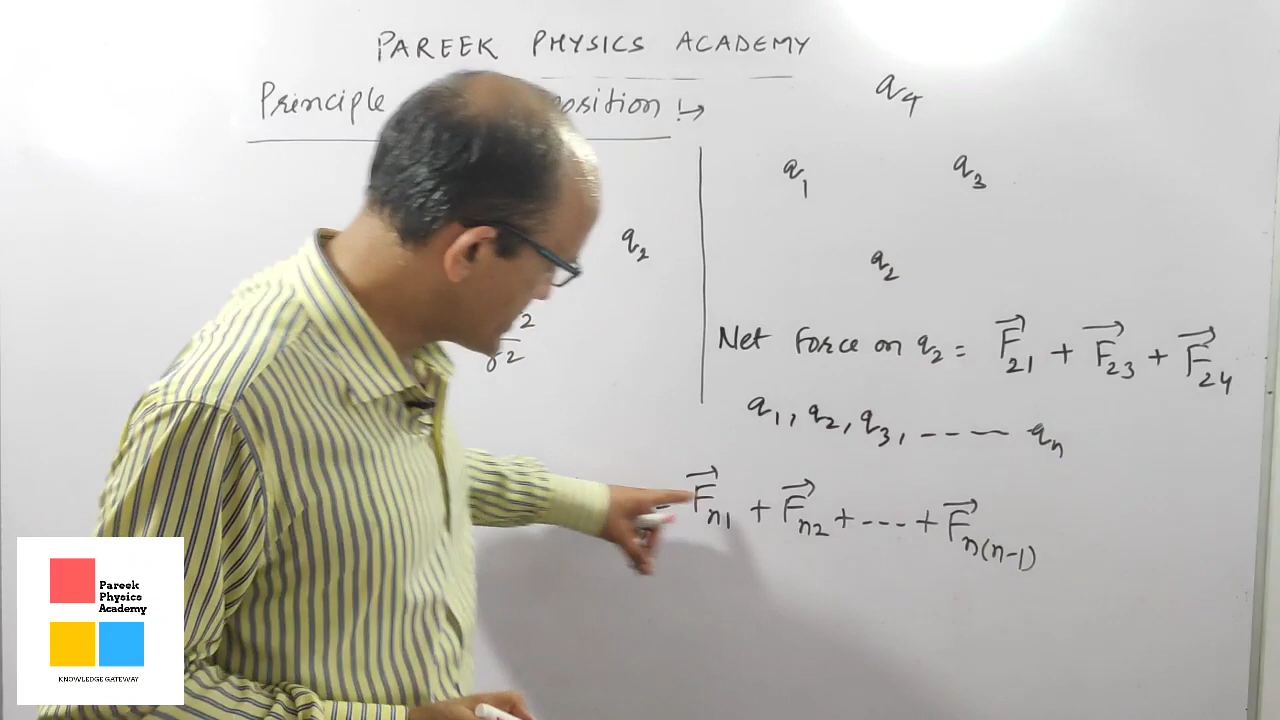 PAREEK PHYSICS ACADEMY
Principle position :→
q₄
q₁ q₃
q₂
q₂
2
r²
Net Force on q₂ = F⃗₂₁ + F⃗₂₃ + F⃗₂₄
q₁, q₂, q₃, ---- qₙ
= F⃗ₙ₁ + F⃗ₙ₂ + --- + F⃗ₙ₍ₙ₋₁₎
Pareek
Physics
Academy
KNOWLEDGE GATEWAY